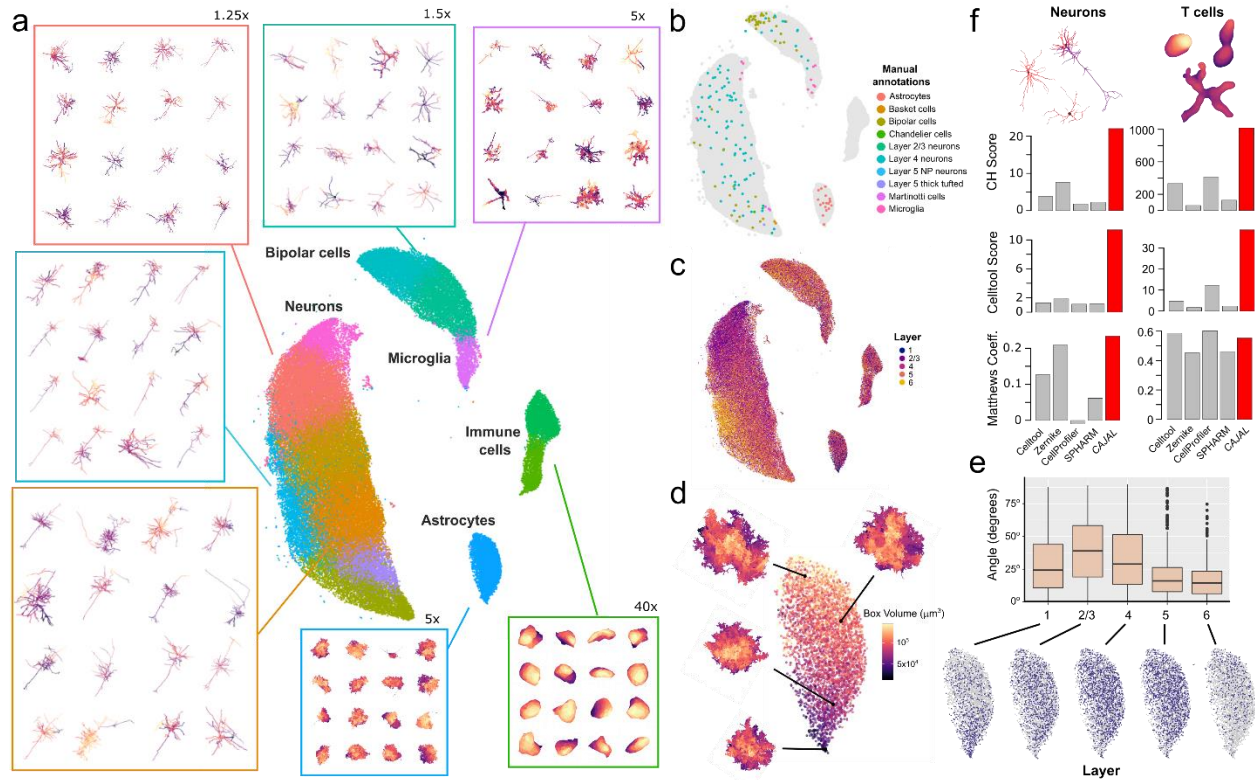 a
1.25x
1.5x
5x
Bipolar cells
Neurons
Microglia
Immune
cells
Astrocytes
5x
40x
b
Manual
annotations
Astrocytes
Basket cells
Bipolar cells
Chandelier cells
Layer 2/3 neurons
Layer 4 neurons
Layer 5 NP neurons
Layer 5 thick tufted
Martinotti cells
Microglia
c
Layer
1
2/3
4
5
6
d
Box Volume (μm³)
10⁵
5x10⁴
f
Neurons
T cells
CH Score
20
10
0
1000
600
200
0
Celltool Score
10
6
2
0
30
20
10
0
Matthews Coeff.
0.2
0.1
0
0.6
0.4
0.2
0
Celltool
Zernike
CellProfiler
SPHARM
CAJAL
Celltool
Zernike
CellProfiler
SPHARM
CAJAL
e
Angle (degrees)
75º
50º
25º
0º
1
2/3
4
5
6
Layer